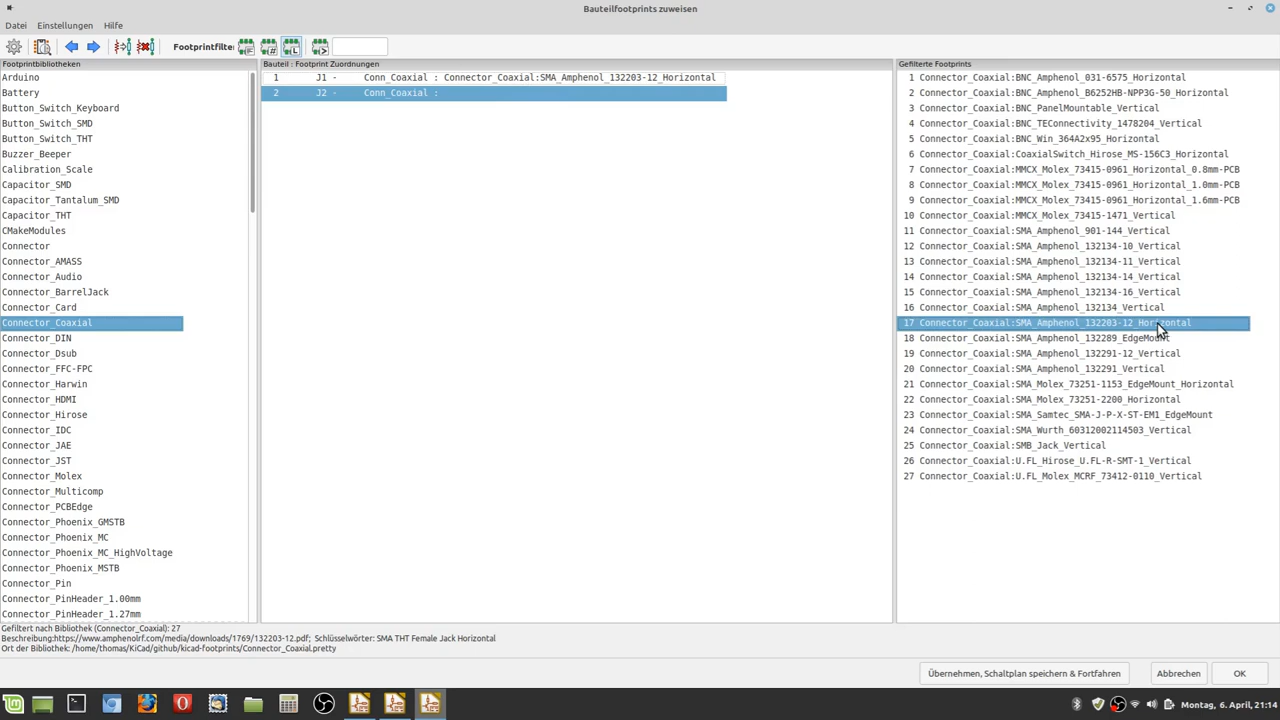 Bauteilfootprints zuweisen
Datei Einstellungen Hilfe
Footprintfilter
Footprintbibliotheken
Arduino
Battery
Button_Switch_Keyboard
Button_Switch_SMD
Button_Switch_THT
Buzzer_Beeper
Calibration_Scale
Capacitor_SMD
Capacitor_Tantalum_SMD
Capacitor_THT
CMakeModules
Connector
Connector_AMASS
Connector_Audio
Connector_BarrelJack
Connector_Card
Connector_Coaxial
Connector_DIN
Connector_Dsub
Connector_FFC-FPC
Connector_Harwin
Connector_HDMI
Connector_Hirose
Connector_IDC
Connector_JAE
Connector_JST
Connector_Molex
Connector_Multicomp
Connector_PCBEdge
Connector_Phoenix_GMSTB
Connector_Phoenix_MC
Connector_Phoenix_MC_HighVoltage
Connector_Phoenix_MSTB
Connector_Pin
Connector_PinHeader_1.00mm
Connector_PinHeader_1.27mm
Bauteil : Footprint Zuordnungen
1 J1 - Conn_Coaxial : Connector_Coaxial:SMA_Amphenol_132203-12_Horizontal
2 J2 - Conn_Coaxial :
Gefilterte Footprints
1 Connector_Coaxial:BNC_Amphenol_031-6575_Horizontal
2 Connector_Coaxial:BNC_Amphenol_B6252HB-NPP3G-50_Horizontal
3 Connector_Coaxial:BNC_PanelMountable_Vertical
4 Connector_Coaxial:BNC_TEConnectivity_1478204_Vertical
5 Connector_Coaxial:BNC_Win_364A2x95_Horizontal
6 Connector_Coaxial:CoaxialSwitch_Hirose_MS-156C3_Horizontal
7 Connector_Coaxial:MMCX_Molex_73415-0961_Horizontal_0.8mm-PCB
8 Connector_Coaxial:MMCX_Molex_73415-0961_Horizontal_1.0mm-PCB
9 Connector_Coaxial:MMCX_Molex_73415-0961_Horizontal_1.6mm-PCB
10 Connector_Coaxial:MMCX_Molex_73415-1471_Vertical
11 Connector_Coaxial:SMA_Amphenol_901-144_Vertical
12 Connector_Coaxial:SMA_Amphenol_132134-10_Vertical
13 Connector_Coaxial:SMA_Amphenol_132134-11_Vertical
14 Connector_Coaxial:SMA_Amphenol_132134-14_Vertical
15 Connector_Coaxial:SMA_Amphenol_132134-16_Vertical
16 Connector_Coaxial:SMA_Amphenol_132134_Vertical
17 Connector_Coaxial:SMA_Amphenol_132203-12_Horizontal
18 Connector_Coaxial:SMA_Amphenol_132289_EdgeMount
19 Connector_Coaxial:SMA_Amphenol_132291-12_Vertical
20 Connector_Coaxial:SMA_Amphenol_132291_Vertical
21 Connector_Coaxial:SMA_Molex_73251-1153_EdgeMount_Horizontal
22 Connector_Coaxial:SMA_Molex_73251-2200_Horizontal
23 Connector_Coaxial:SMA_Samtec_SMA-J-P-X-ST-EM1_EdgeMount
24 Connector_Coaxial:SMA_Wurth_60312002114503_Vertical
25 Connector_Coaxial:SMB_Jack_Vertical
26 Connector_Coaxial:U.FL_Hirose_U.FL-R-SMT-1_Vertical
27 Connector_Coaxial:U.FL_Molex_MCRF_73412-0110_Vertical
Gefiltert nach Bibliothek (Connector_Coaxial): 27
Beschreibung:https://www.amphenolrf.com/media/downloads/1769/132203-12.pdf; Schlüsselwörter: SMA THT Female Jack Horizontal
Ort der Bibliothek: /home/thomas/KiCad/github/kicad-footprints/Connector_Coaxial.pretty
Übernehmen, Schaltplan speichern & Fortfahren Abbrechen OK
Montag, 6. April, 21:14